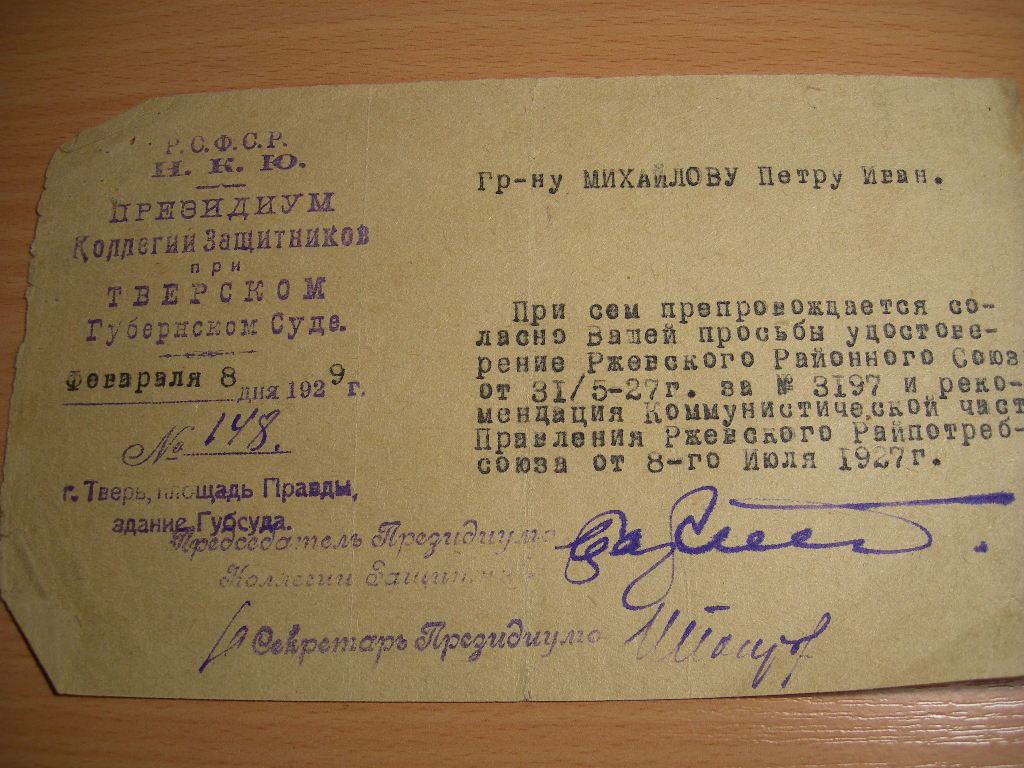 Р.С.Ф.С.Р.
Н. К. Ю.
ПРЕЗИДИУМ
Коллегии Защитников
при
ТВЕРСКОМ
Губернском Суде.
Февараля 8 дня 1929 г.
№ 148.
г. Тверь, площадь Правды,
здание Губсуда.
Гр-ну МИХАЙЛОВУ Петру Иван.
При сем препровождается со-
ласно Вашей просьбы удостове-
рение Ржевского Районного Союз
от 31/5-27г. за № 3197 и реко-
мендация Коммунистической част
Правления Ржевского Райпотреб-
союза от 8-го Июля 1927г.
Председатель Президиума
Коллегии Защитник
Секретарь Президиума